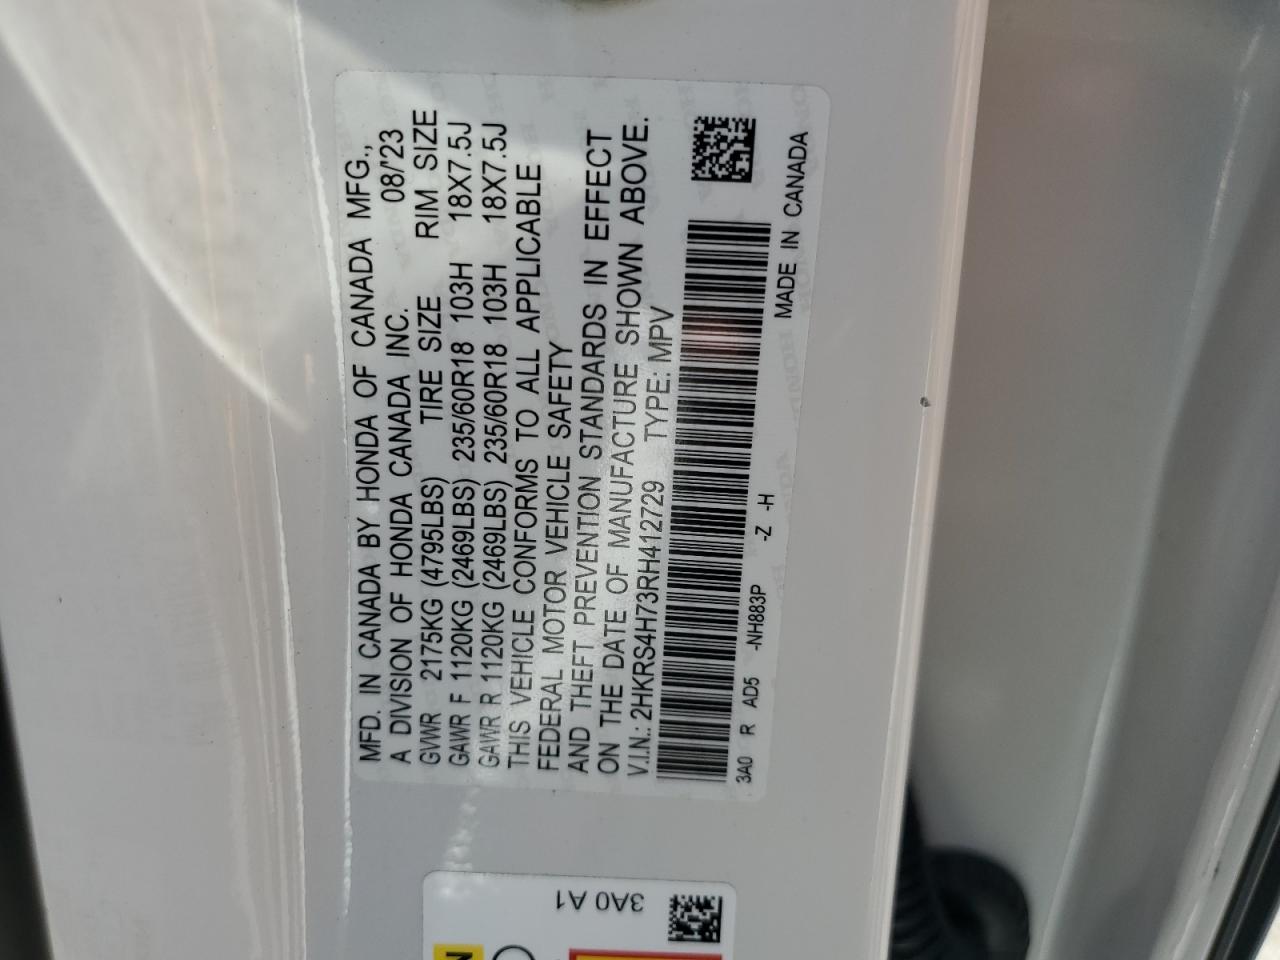 MFD. IN CANADA BY HONDA OF CANADA MFG.,
A DIVISION OF HONDA CANADA INC. 08/'23
GVWR 2175KG (4795LBS) TIRE SIZE RIM SIZE
GAWR F 1120KG (2469LBS) 235/60R18 103H 18X7.5J
GAWR R 1120KG (2469LBS) 235/60R18 103H 18X7.5J
THIS VEHICLE CONFORMS TO ALL APPLICABLE
FEDERAL MOTOR VEHICLE SAFETY
AND THEFT PREVENTION STANDARDS IN EFFECT
ON THE DATE OF MANUFACTURE SHOWN ABOVE.
V.I.N.: 2HKRS4H73RH412729 TYPE: MPV
3A0 R AD5 -NH883P -Z -H MADE IN CANADA
3A0 A1